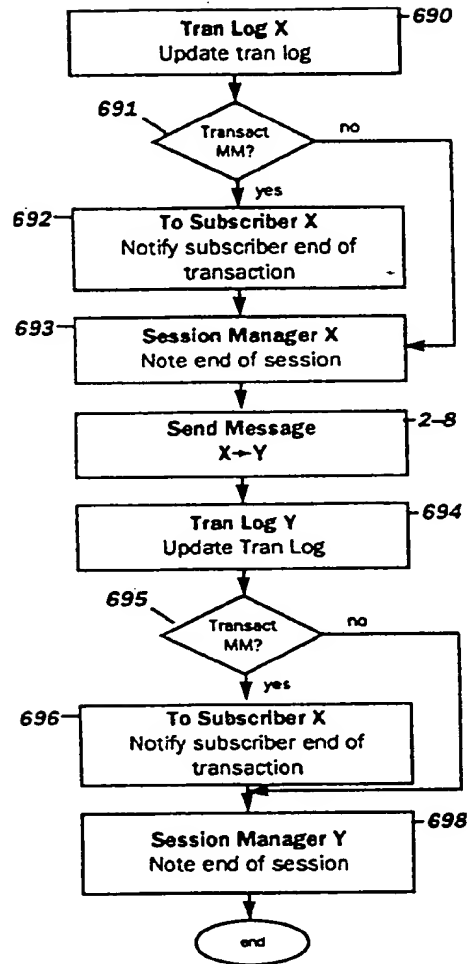 Tran Log X
Update tran log
690
691
Transact
MM?
no
yes
692
To Subscriber X
Notify subscriber end of
transaction
693
Session Manager X
Note end of session
Send Message
X→Y
2-8
Tran Log Y
Update Tran Log
694
695
Transact
MM?
no
yes
696
To Subscriber X
Notify subscriber end of
transaction
Session Manager Y
Note end of session
698
end